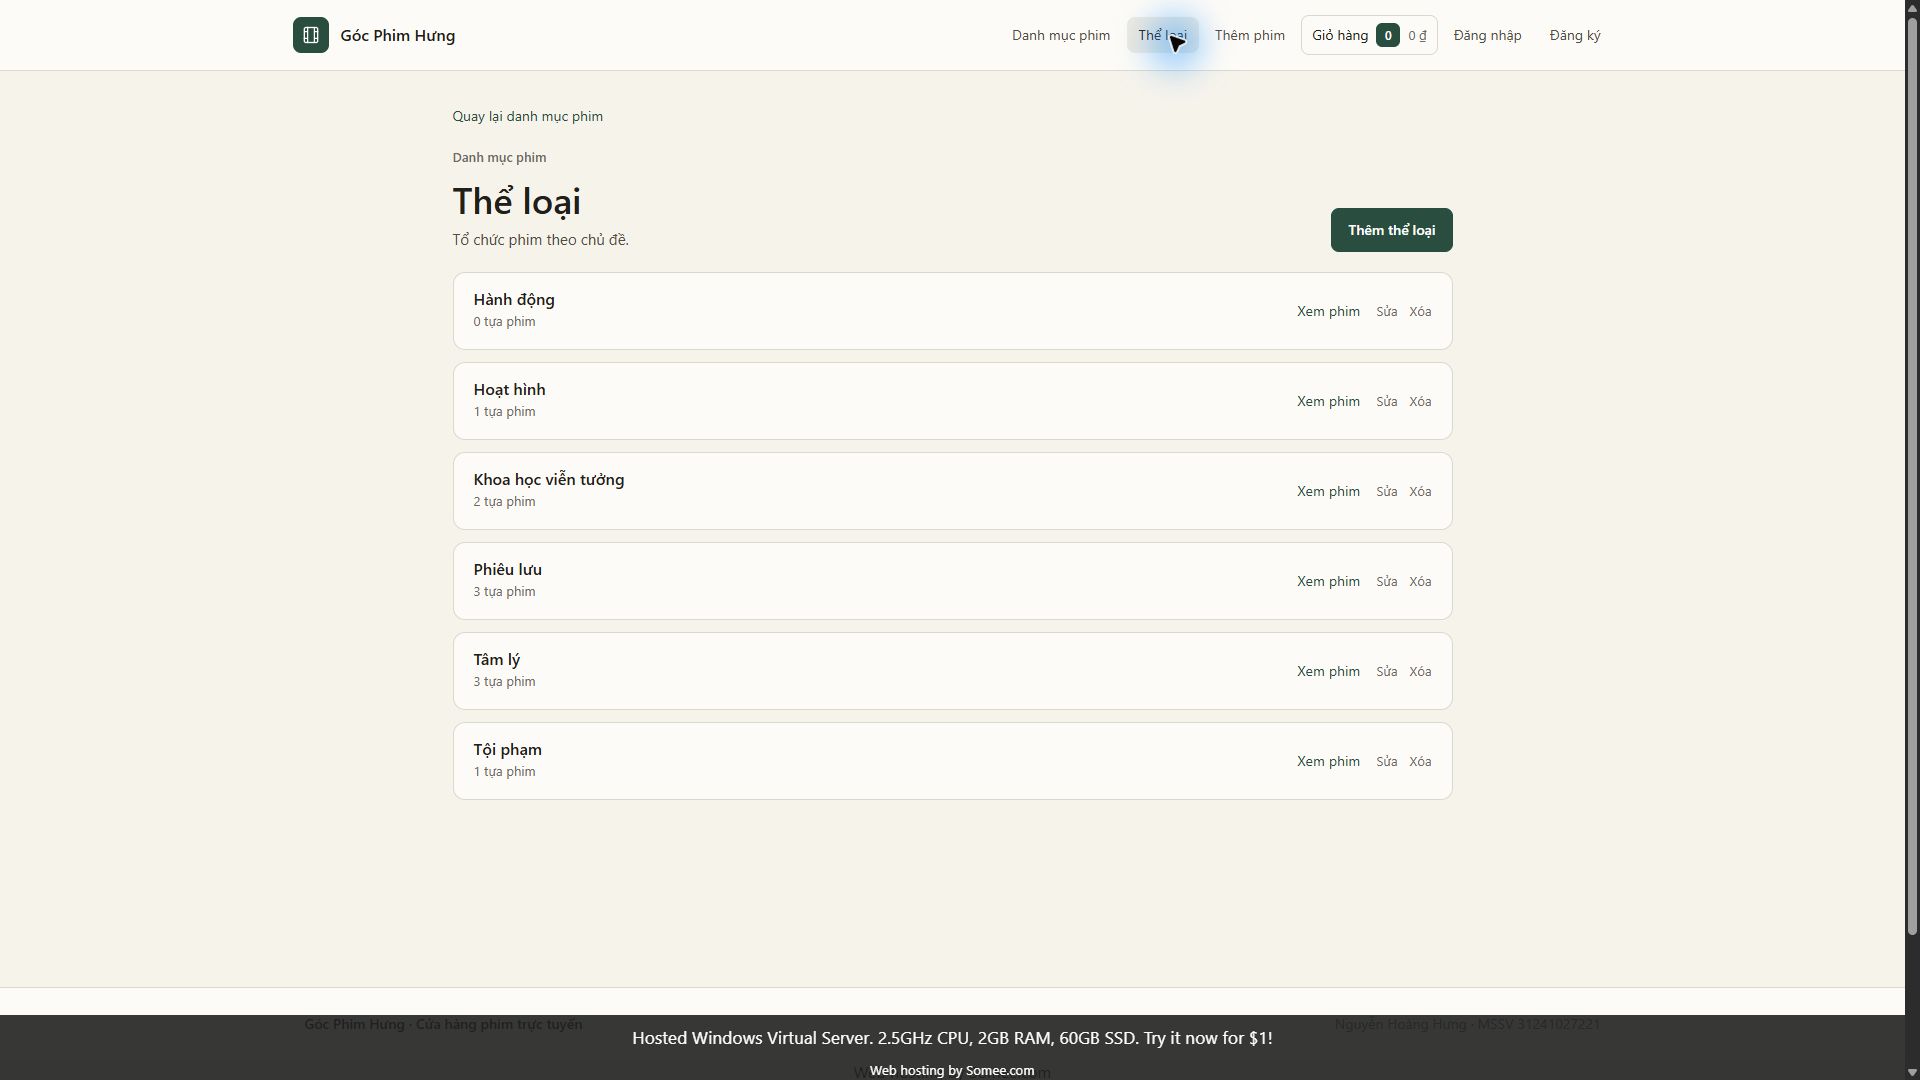 Góc Phim Hưng
Danh mục phim
Thể loại
Thêm phim
Giỏ hàng 0 0 ₫
Đăng nhập
Đăng ký
Quay lại danh mục phim
Danh mục phim
Thể loại
Tổ chức phim theo chủ đề.
Thêm thể loại
Hành động
0 tựa phim
Xem phim Sửa Xóa
Hoạt hình
1 tựa phim
Xem phim Sửa Xóa
Khoa học viễn tưởng
2 tựa phim
Xem phim Sửa Xóa
Phiêu lưu
3 tựa phim
Xem phim Sửa Xóa
Tâm lý
3 tựa phim
Xem phim Sửa Xóa
Tội phạm
1 tựa phim
Xem phim Sửa Xóa
Góc Phim Hưng · Cửa hàng phim trực tuyến
Nguyễn Hoàng Hưng · MSSV 31241027221
Hosted Windows Virtual Server. 2.5GHz CPU, 2GB RAM, 60GB SSD. Try it now for $1!
Web hosting by Somee.com